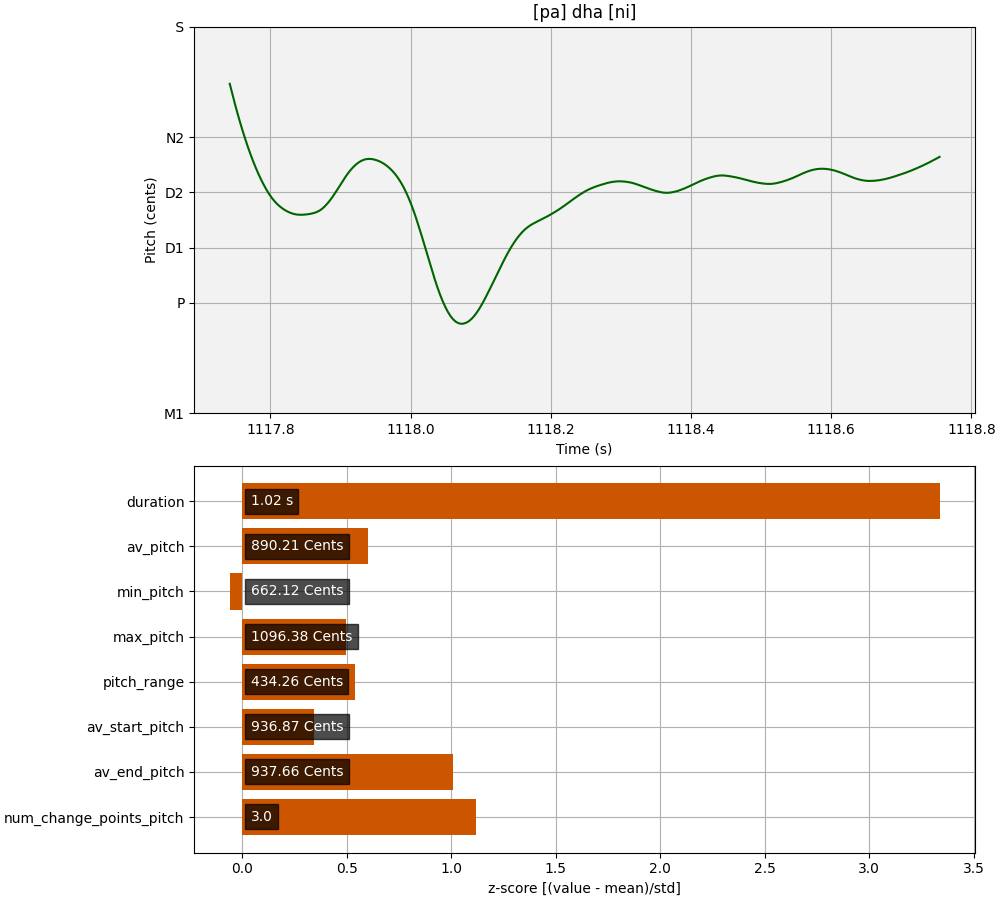 [pa] dha [ni]
S
N2
D2
D1
P
M1
Pitch (cents)
1117.8 1118.0 1118.2 1118.4 1118.6 1118.8
Time (s)
duration 1.02 s
av_pitch 890.21 Cents
min_pitch 662.12 Cents
max_pitch 1096.38 Cents
pitch_range 434.26 Cents
av_start_pitch 936.87 Cents
av_end_pitch 937.66 Cents
num_change_points_pitch 3.0
0.0 0.5 1.0 1.5 2.0 2.5 3.0 3.5
z-score [(value - mean)/std]